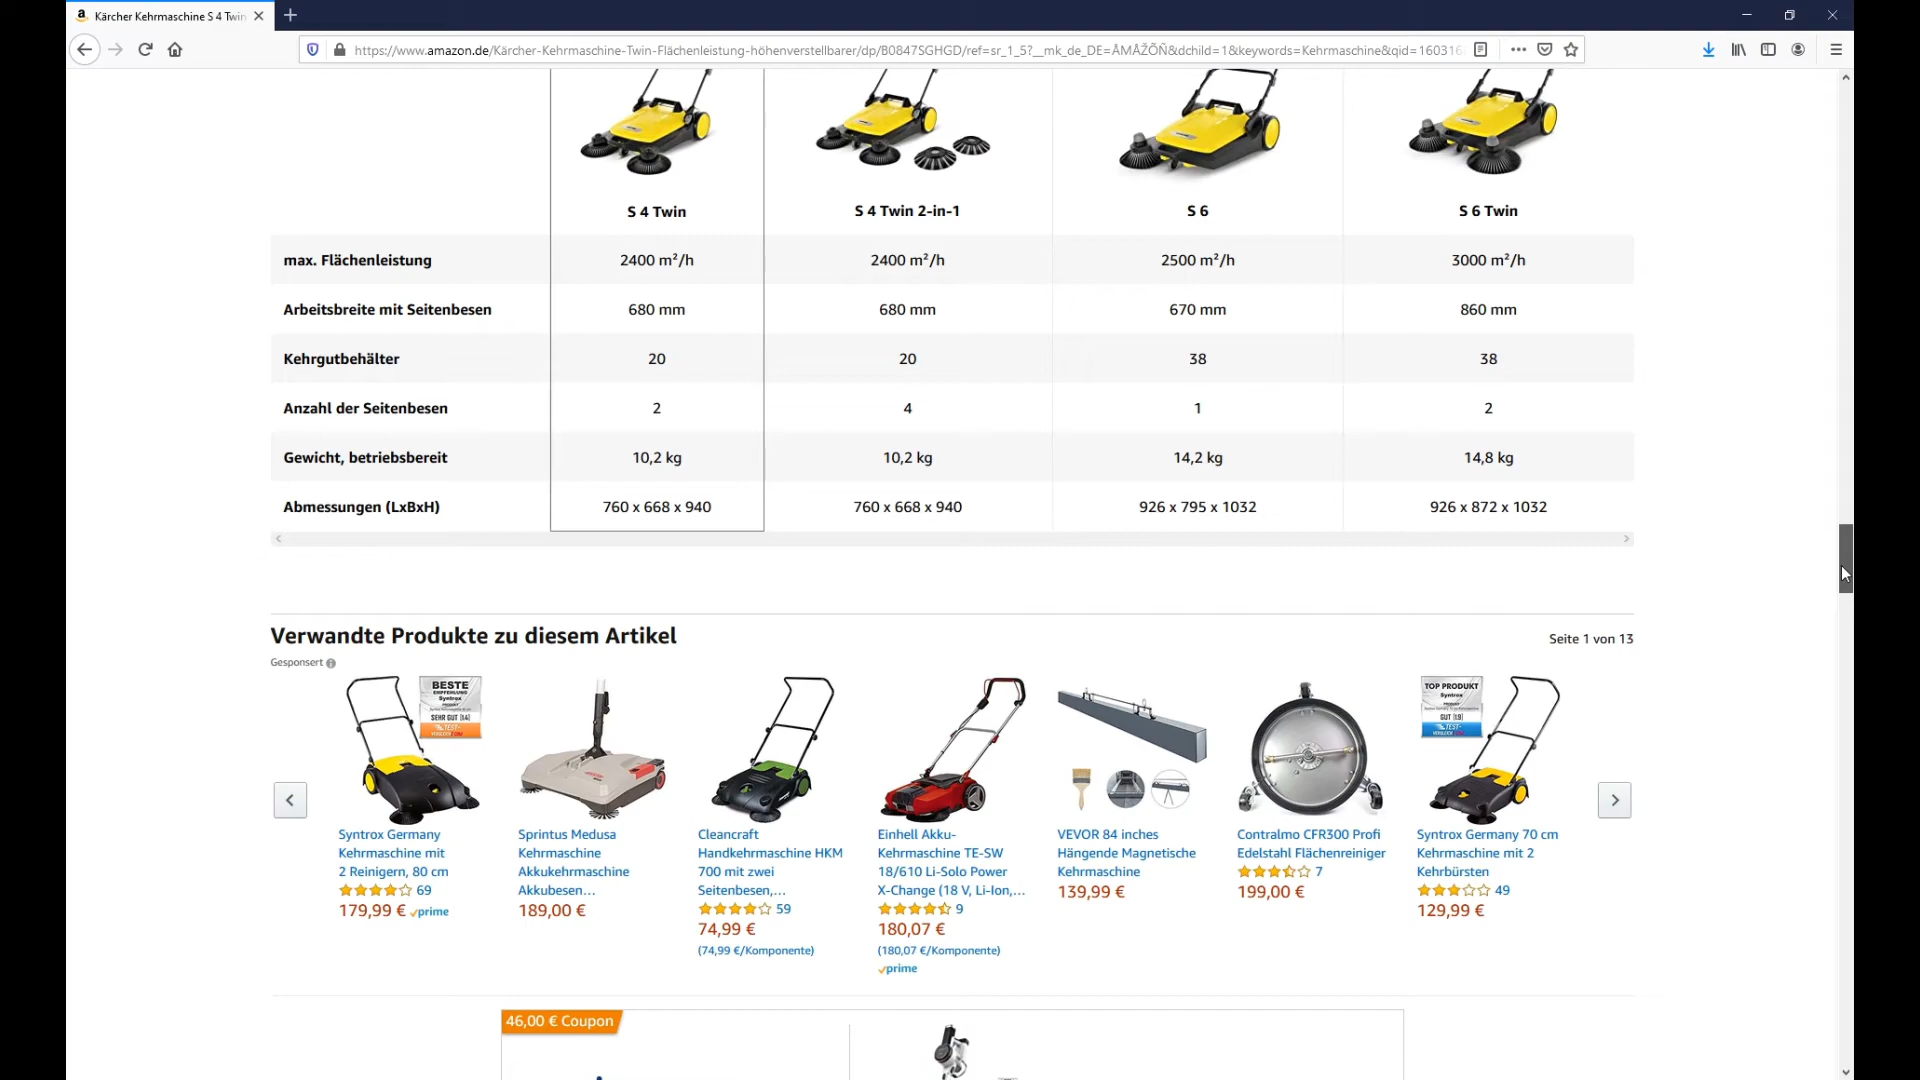 Kärcher Kehrmaschine S 4 Twin
https://www.amazon.de/Kärcher-Kehrmaschine-Twin-Flächenleistung-höhenverstellbarer/dp/B0847SGHGD/ref=sr_1_5?__mk_de_DE=ÅMÅŽÕÑ&dchild=1&keywords=Kehrmaschine&qid=160316
S 4 Twin S 4 Twin 2-in-1 S 6 S 6 Twin
max. Flächenleistung 2400 m²/h 2400 m²/h 2500 m²/h 3000 m²/h
Arbeitsbreite mit Seitenbesen 680 mm 680 mm 670 mm 860 mm
Kehrgutbehälter 20 20 38 38
Anzahl der Seitenbesen 2 4 1 2
Gewicht, betriebsbereit 10,2 kg 10,2 kg 14,2 kg 14,8 kg
Abmessungen (LxBxH) 760 x 668 x 940 760 x 668 x 940 926 x 795 x 1032 926 x 872 x 1032
Verwandte Produkte zu diesem Artikel
Seite 1 von 13
Gesponsert
BESTE
EMPFEHLUNG
Syntrox
SEHR GUT [1,4]
Syntrox Germany
Kehrmaschine mit
2 Reinigern, 80 cm
69
179,99 € prime
Sprintus Medusa
Kehrmaschine
Akkukehrmaschine
Akkubesen…
189,00 €
Cleancraft
Handkehrmaschine HKM
700 mit zwei
Seitenbesen,…
59
74,99 €
(74,99 €/Komponente)
Einhell Akku-
Kehrmaschine TE-SW
18/610 Li-Solo Power
X-Change (18 V, Li-Ion,…
9
180,07 €
(180,07 €/Komponente)
prime
VEVOR 84 inches
Hängende Magnetische
Kehrmaschine
139,99 €
Contralmo CFR300 Profi
Edelstahl Flächenreiniger
7
199,00 €
TOP PRODUKT
Syntrox
GUT [1,9]
Syntrox Germany 70 cm
Kehrmaschine mit 2
Kehrbürsten
49
129,99 €
46,00 € Coupon